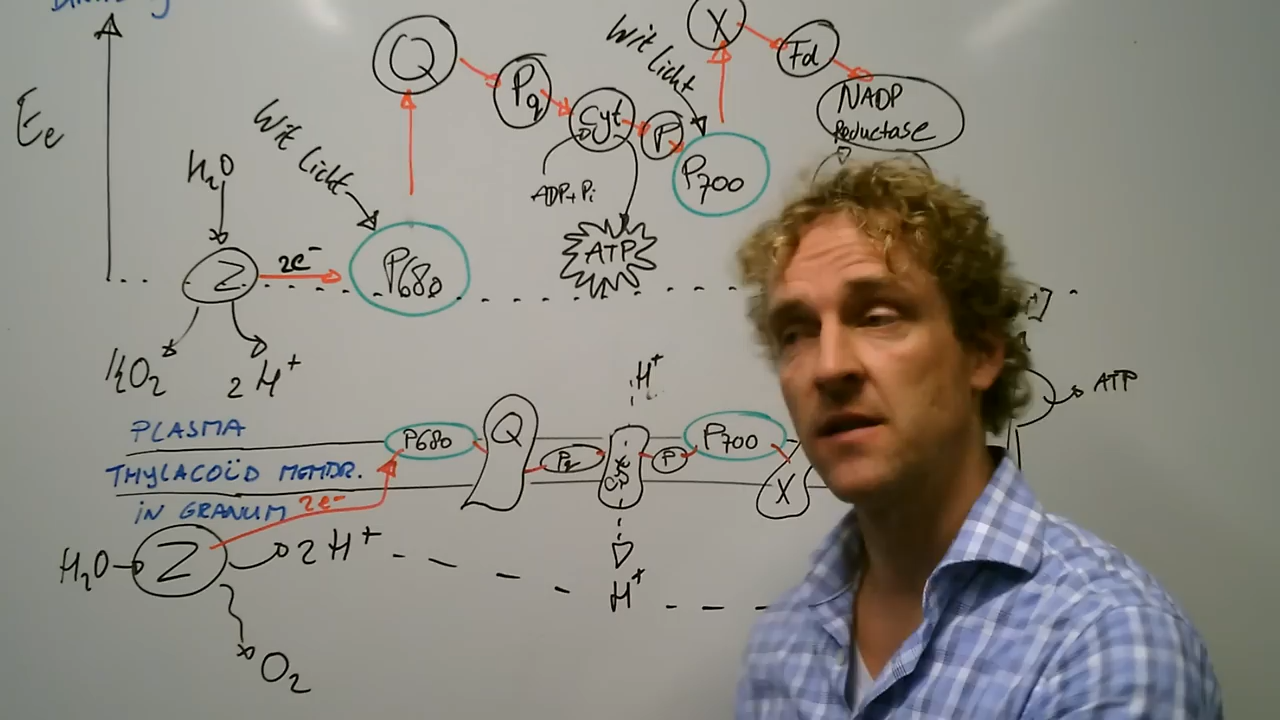 Q
X
Wit licht
Fd
Pq
NADP
Reductase
Ee
Cyt
P
P700
H2O
Wit licht
ADP+Pi
ATP
Z
2e-
P680
½O2
2 H+
H+
ATP
PLASMA
P680
Q
P700
THYLACOÏD MEMBR.
Pq
Cyt
P
X
IN GRANUM
2e-
H2O
Z
2 H+
H+
O2